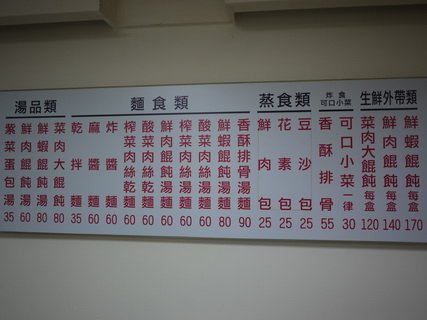 湯品類
紫菜蛋包湯 35
鮮肉餛飩湯 60
鮮蝦餛飩湯 80
菜肉大餛飩 80
麵食類
乾拌麵 35
麻醬麵 60
炸醬麵 60
榨菜肉絲乾麵 60
酸菜肉絲乾麵 60
鮮肉餛飩湯麵 60
榨菜肉絲湯麵 60
酸菜肉絲湯麵 60
鮮蝦餛飩湯麵 80
香酥排骨湯麵 90
蒸食類
鮮肉包 25
花素包 25
豆沙包 25
炸食
可口小菜
香酥排骨 55
可口小菜一律 30
生鮮外帶類
菜肉大餛飩每盒 120
鮮肉餛飩每盒 140
鮮蝦餛飩每盒 170